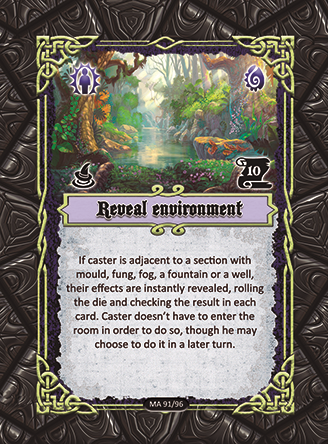 10
Reveal environment
If caster is adjacent to a section with
mould, fung, fog, a fountain or a well,
their effects are instantly revealed, rolling
the die and checking the result in each
card. Caster doesn't have to enter the
room in order to do so, though he may
choose to do it in a later turn.
MA 91/96